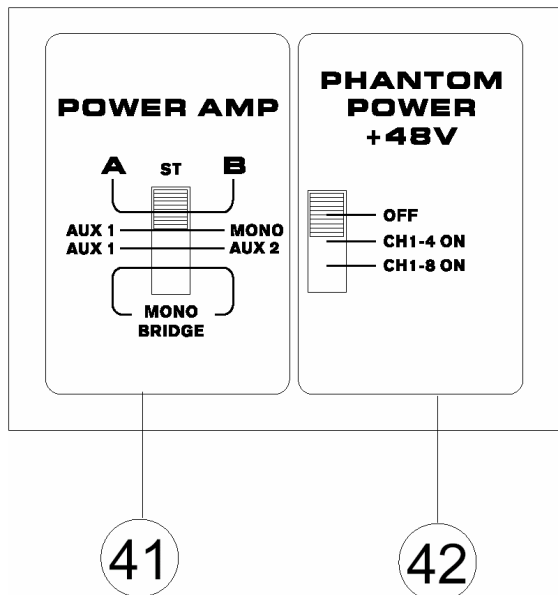 POWER AMP
A ST B
AUX 1 MONO
AUX 1 AUX 2
MONO
BRIDGE
PHANTOM
POWER
+48V
OFF
CH1-4 ON
CH1-8 ON
41
42